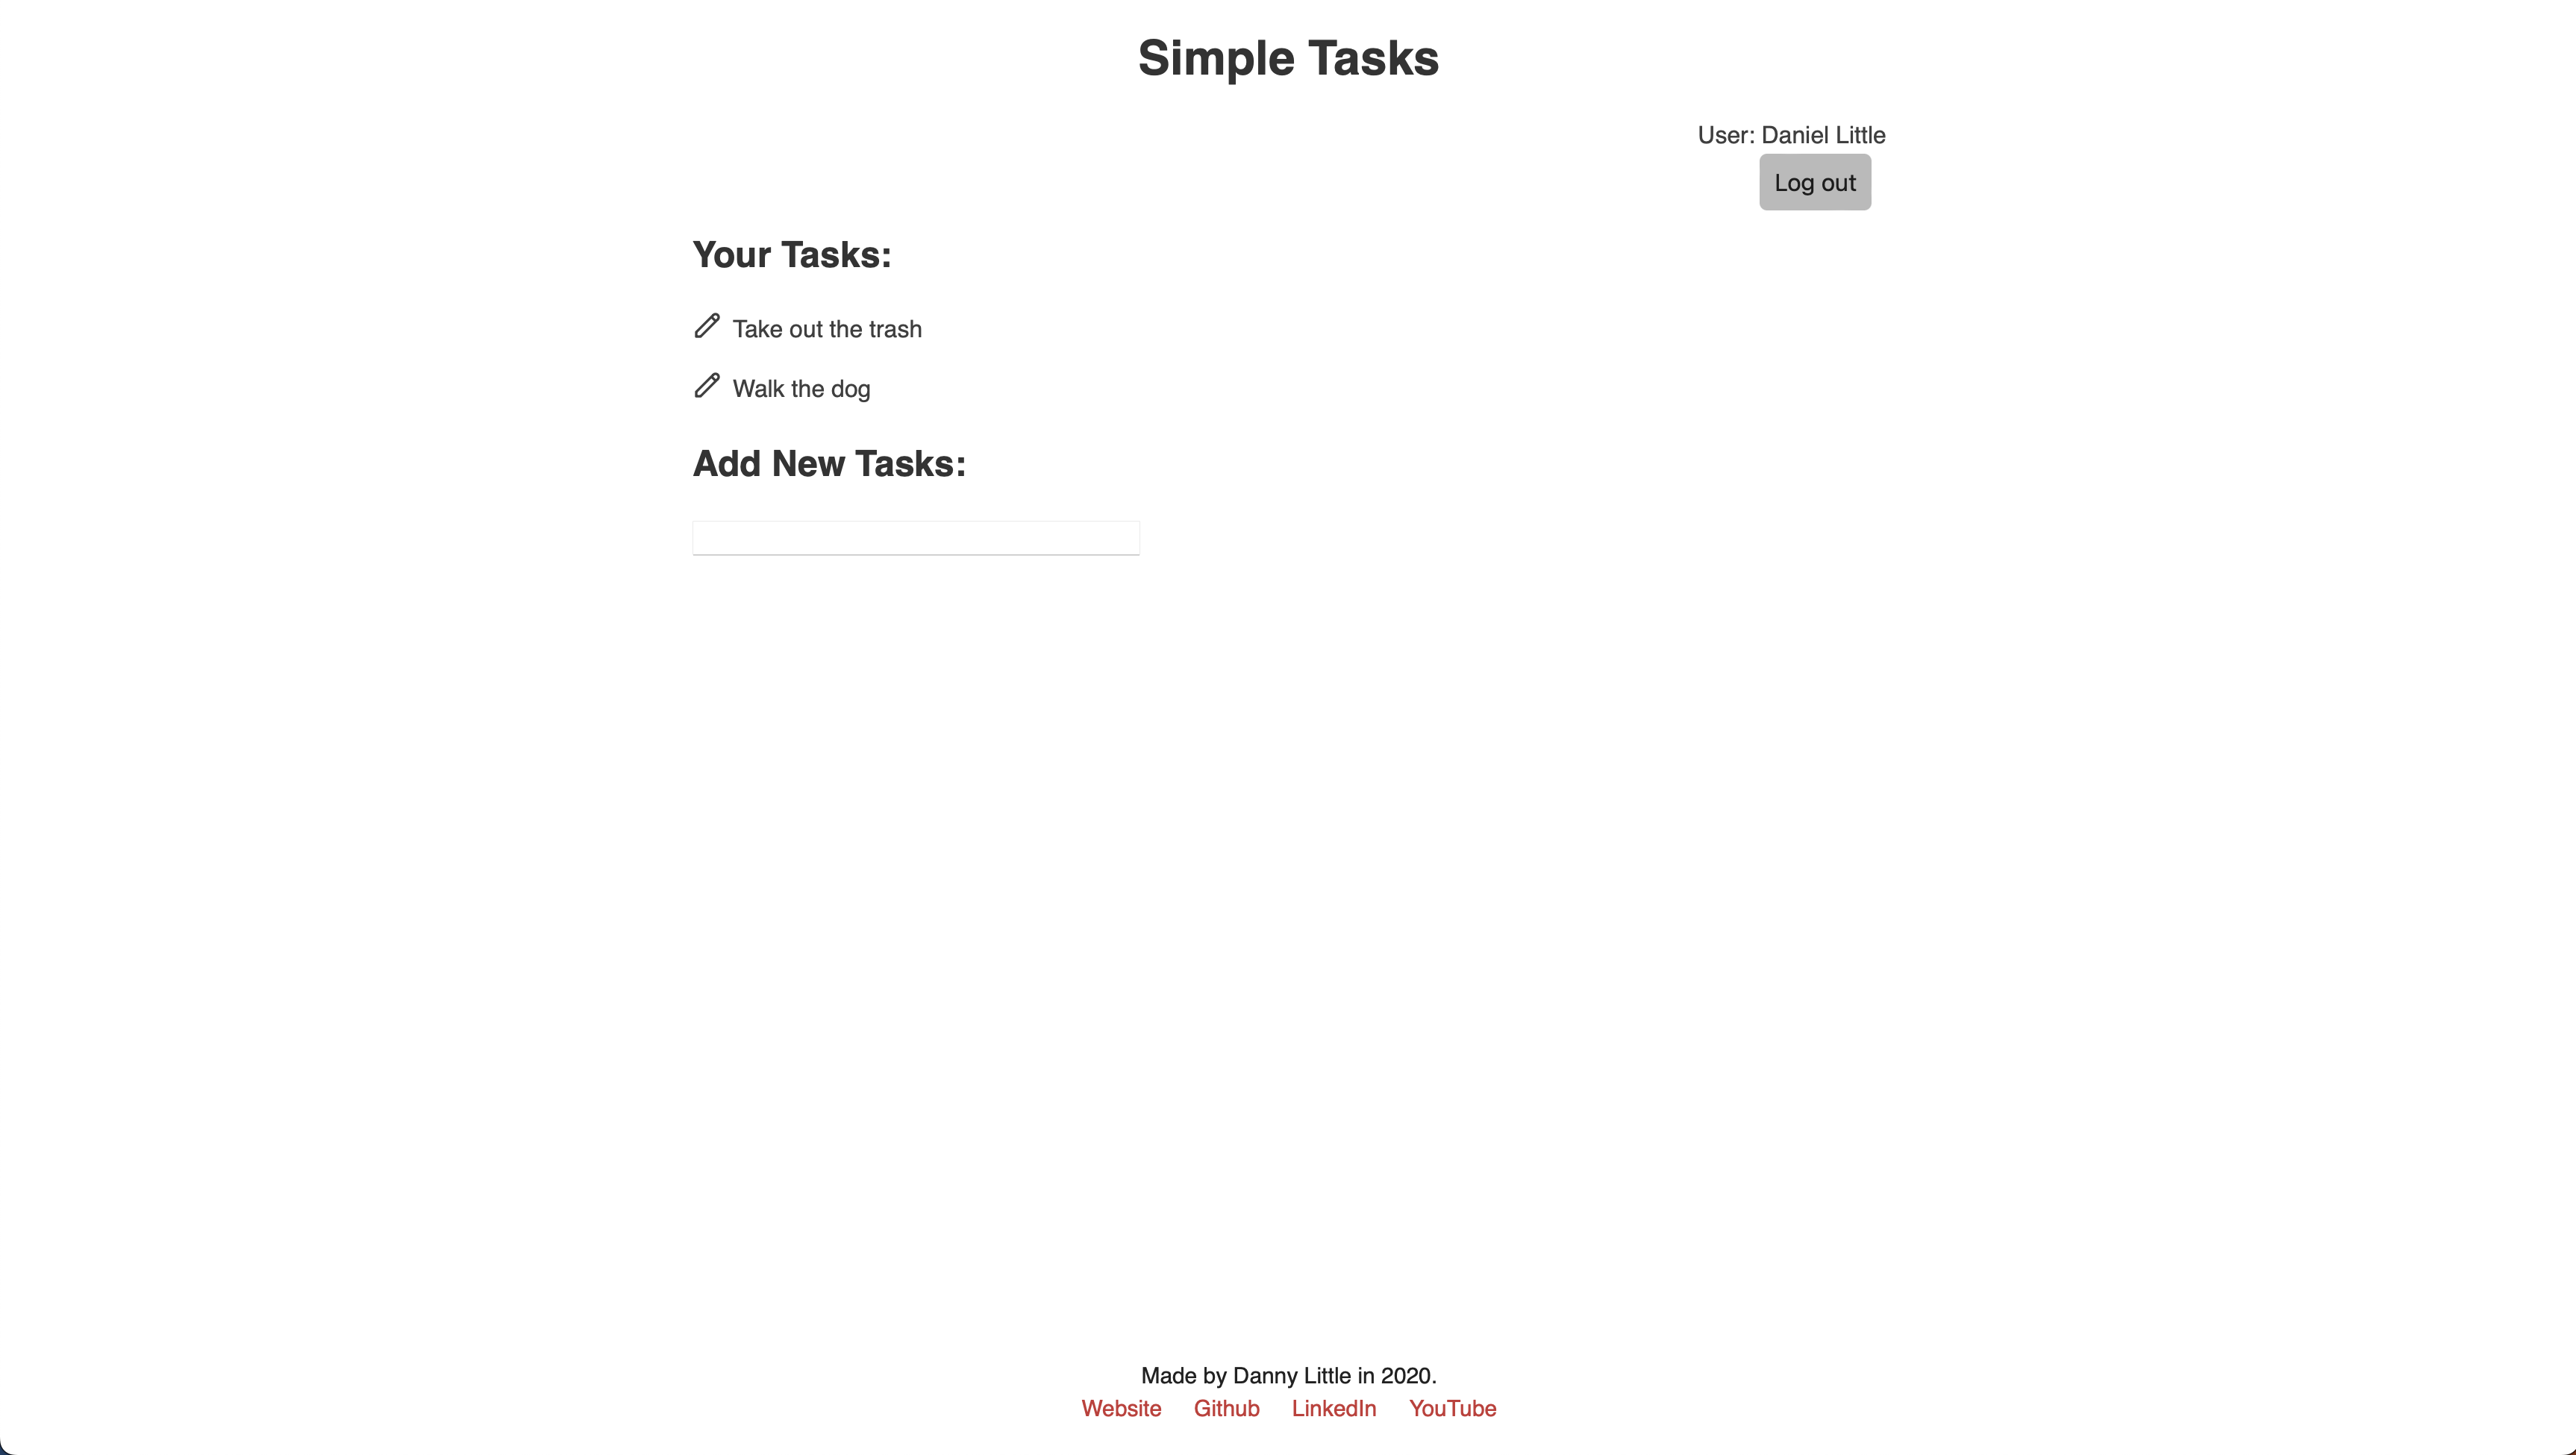 Simple Tasks
User: Daniel Little
Log out
Your Tasks:
Take out the trash
Walk the dog
Add New Tasks:
Made by Danny Little in 2020.
Website Github LinkedIn YouTube